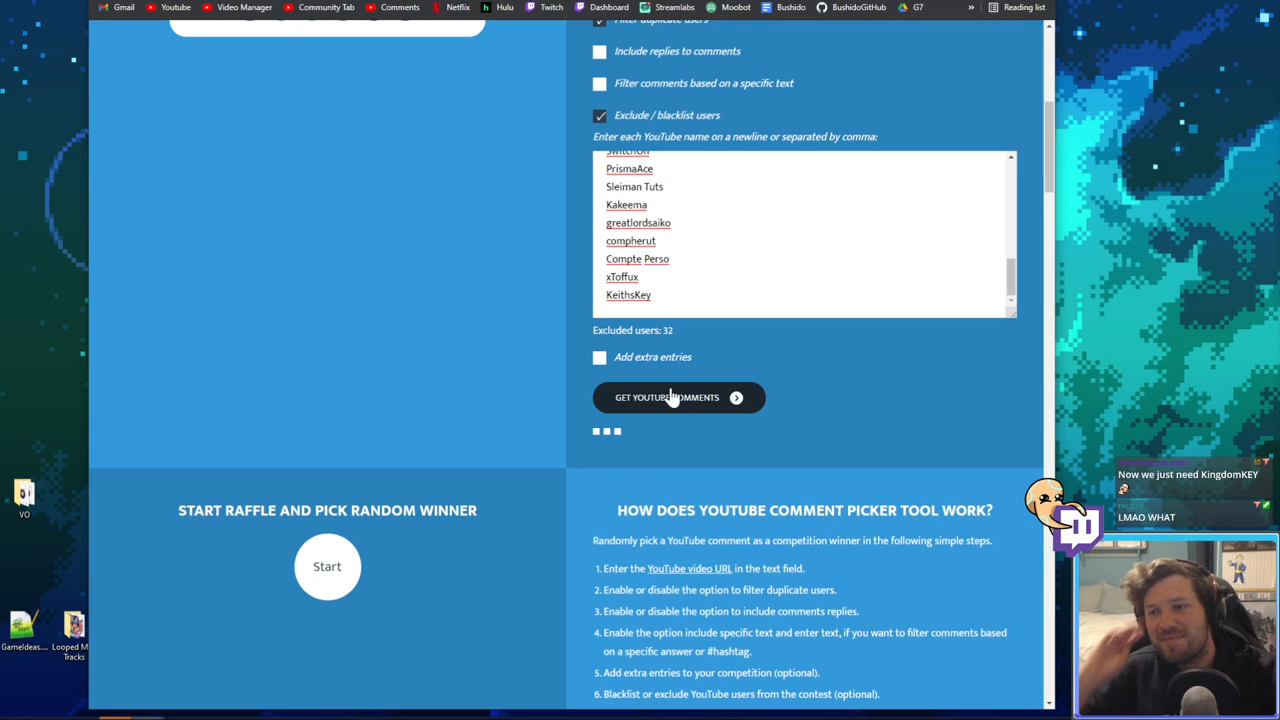 Gmail
Youtube
Video Manager
Community Tab
Comments
Netflix
Hulu
Twitch
Dashboard
Streamlabs
Moobot
Bushido
BushidoGitHub
G7
»
Reading list
Filter duplicate users
Include replies to comments
Filter comments based on a specific text
Exclude / blacklist users
Enter each YouTube name on a newline or separated by comma:
SwitchOff
PrismaAce
Sleiman Tuts
Kakeema
greatlordsaiko
compherut
Compte Perso
xToffux
KeithsKey
Excluded users: 32
Add extra entries
GET YOUTUBE COMMENTS
START RAFFLE AND PICK RANDOM WINNER
Start
HOW DOES YOUTUBE COMMENT PICKER TOOL WORK?
Randomly pick a YouTube comment as a competition winner in the following simple steps.
1. Enter the YouTube video URL in the text field.
2. Enable or disable the option to filter duplicate users.
3. Enable or disable the option to include comments replies.
4. Enable the option include specific text and enter text, if you want to filter comments based
on a specific answer or #hashtag.
5. Add extra entries to your competition (optional).
6. Blacklist or exclude YouTube users from the contest (optional).
VO
GameIdeas....
Looped M...
Tracks
Now we just need KingdomKEY
LMAO WHAT